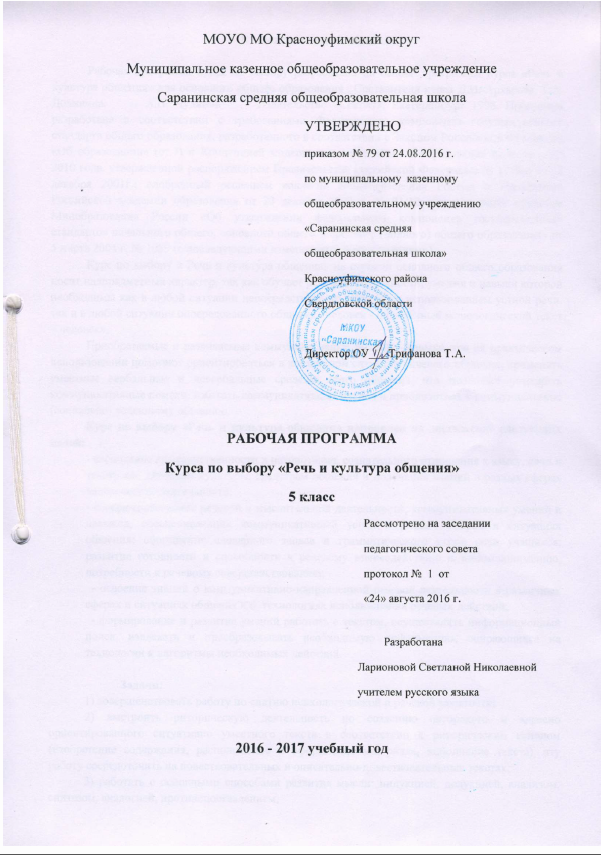 МОУО МО Красноуфимский округ
Муниципальное казенное общеобразовательное учреждение
Саранинская средняя общеобразовательная школа
УТВЕРЖДЕНО
приказом № 79 от 24.08.2016 г.
по муниципальному казенному
общеобразовательному учреждению
«Саранинская средняя
общеобразовательная школа»
Красноуфимского района
Свердловской области
МКОУ
«Саранинская
Директор ОУ Трифанова Т.А.
РАБОЧАЯ ПРОГРАММА
Курса по выбору «Речь и культура общения»
5 класс
Рассмотрено на заседании
педагогического совета
протокол № 1 от
«24» августа 2016 г.
Разработана
Ларионовой Светланой Николаевной
учителем русского языка
2016 - 2017 учебный год